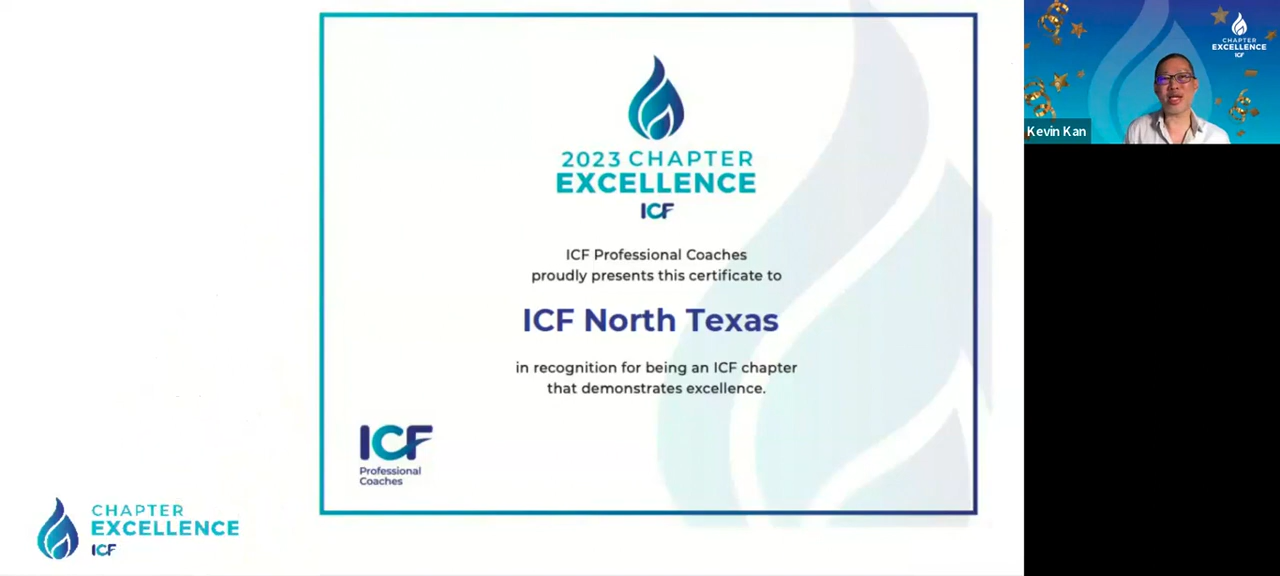 2023 CHAPTER
EXCELLENCE
ICF
ICF Professional Coaches
proudly presents this certificate to
ICF North Texas
in recognition for being an ICF chapter
that demonstrates excellence.
ICF
Professional
Coaches
CHAPTER
EXCELLENCE
ICF
CHAPTER
EXCELLENCE
ICF
Kevin Kan